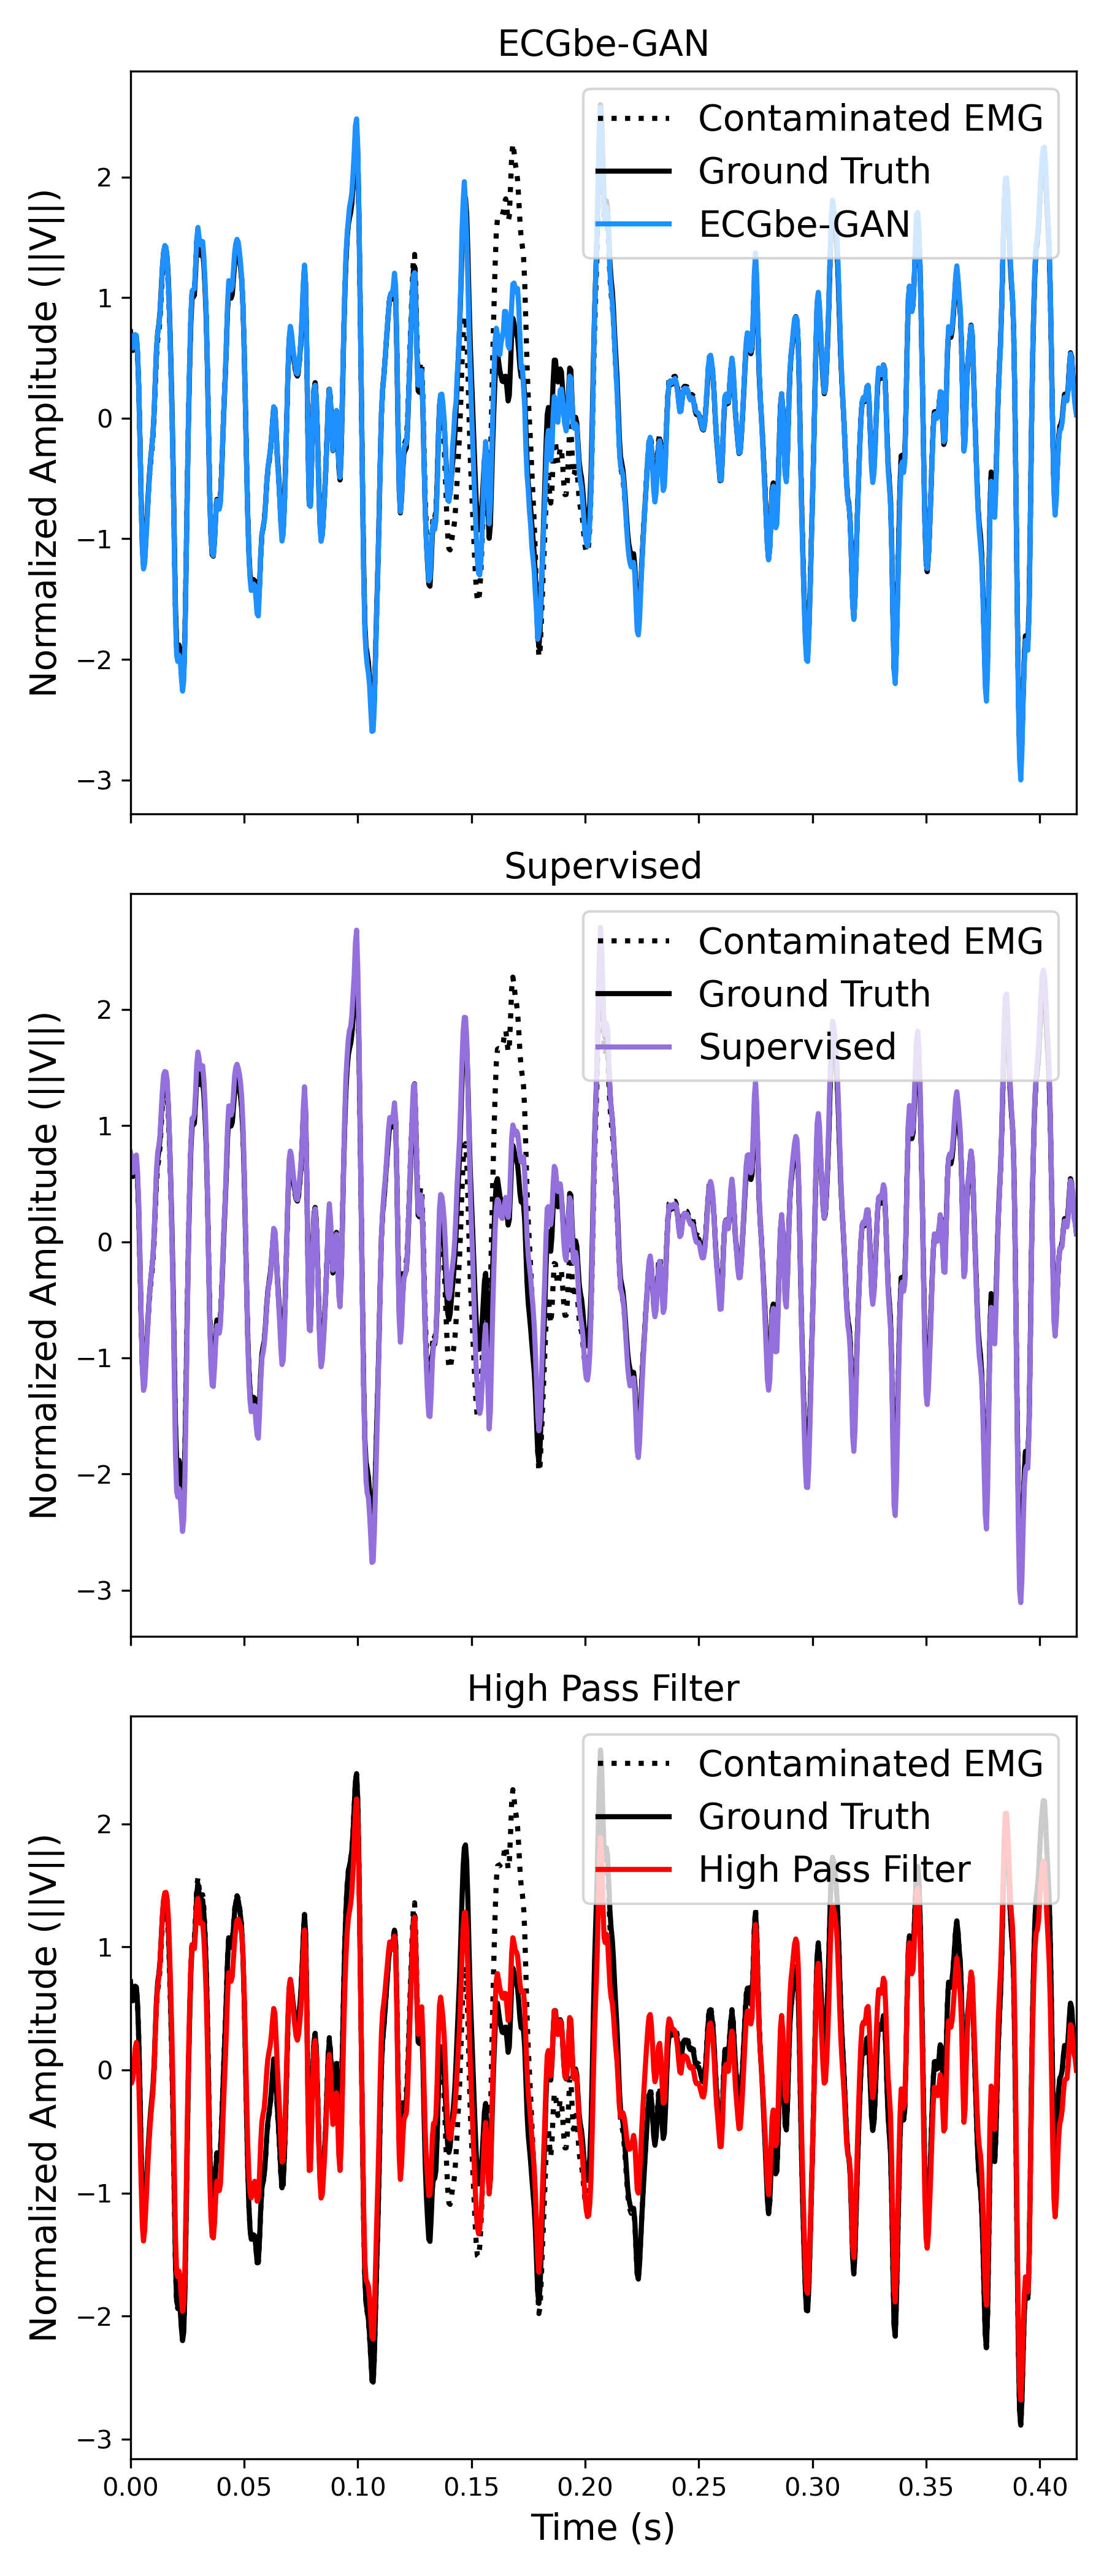 ECGbe-GAN
Contaminated EMG
Ground Truth
ECGbe-GAN
Normalized Amplitude (||V||)
2
1
0
−1
−2
−3
Supervised
Contaminated EMG
Ground Truth
Supervised
Normalized Amplitude (||V||)
2
1
0
−1
−2
−3
High Pass Filter
Contaminated EMG
Ground Truth
High Pass Filter
Normalized Amplitude (||V||)
2
1
0
−1
−2
−3
0.00 0.05 0.10 0.15 0.20 0.25 0.30 0.35 0.40
Time (s)